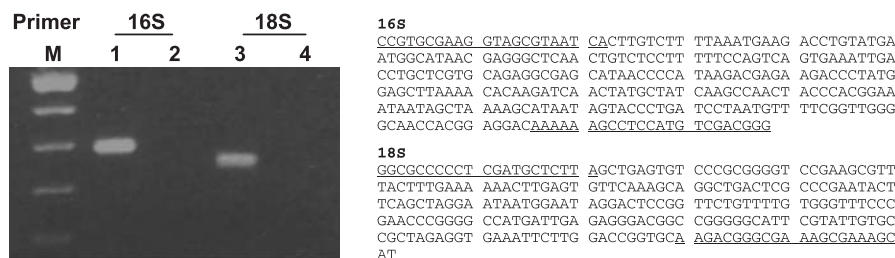 Primer 16S 18S
M 1 2 3 4
16S
CCGTGCGAAG GTAGCGTAAT CACTTGTCTT TTAAATGAAG ACCTGTATGA
ATGGCATAAC GAGGGCTCAA CTGTCTCCTT TTTCCAGTCA GTGAAATTGA
CCTGCTCGTG CAGAGGCGAG CATAACCCCA TAAGACGAGA AGACCCTATG
GAGCTTAAAA CACAAGATCA ACTATGCTAT CAAGCCAACT ACCCACGGAA
ATAATAGCTA AAAGCATAAT AGTACCCTGA TCCTAATGTT TTCGGTTGGG
GCAACCACGG AGGACAAAAA AGCCTCCATG TCGACGGG
18S
GGCGCCCCCT CGATGCTCTT AGCTGAGTGT CCCGCGGGGT CCGAAGCGTT
TACTTTGAAA AAACTTGAGT GTTCAAAGCA GGCTGACTCG CCCGAATACT
TCAGCTAGGA ATAATGGAAT AGGACTCCGG TTCTGTTTTG TGGGTTTCCC
GAACCCGGGG CCATGATTGA GAGGGACGGC CGGGGGCATT CGTATTGTGC
CGCTAGAGGT GAAATTCTTG GACCGGTGCA AGACGGGCGA AAGCGAAAGC
AT